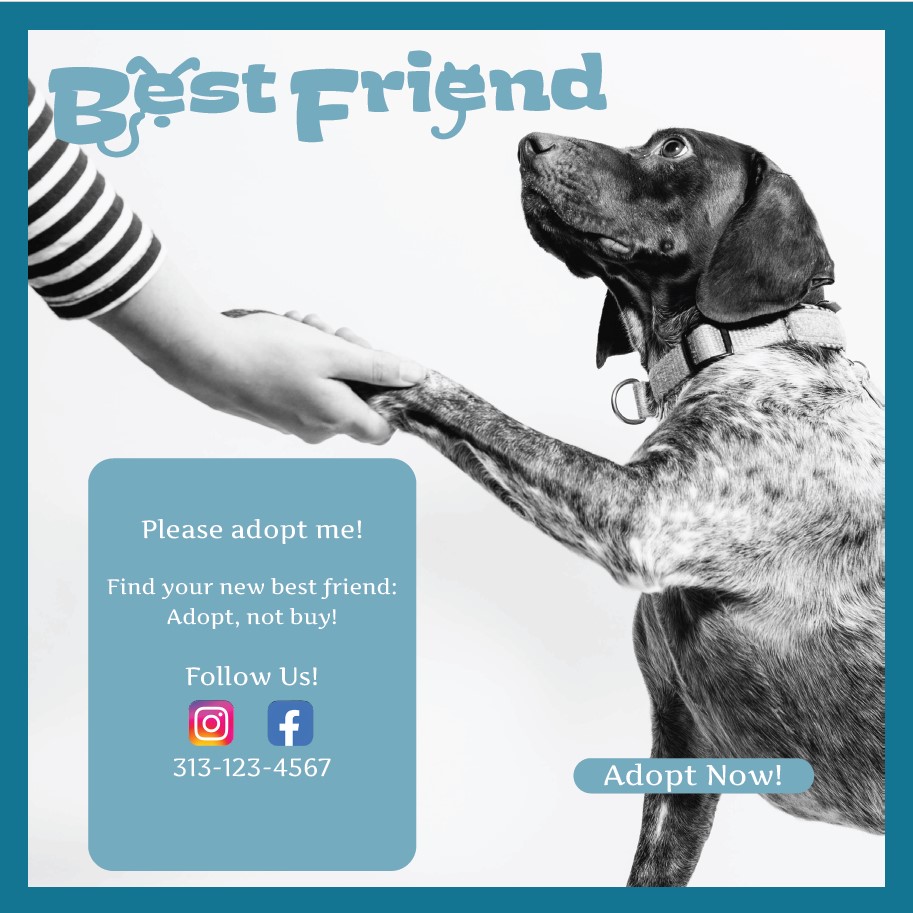 Best Friend
Please adopt me!
Find your new best friend:
Adopt, not buy!
Follow Us!
313-123-4567
Adopt Now!